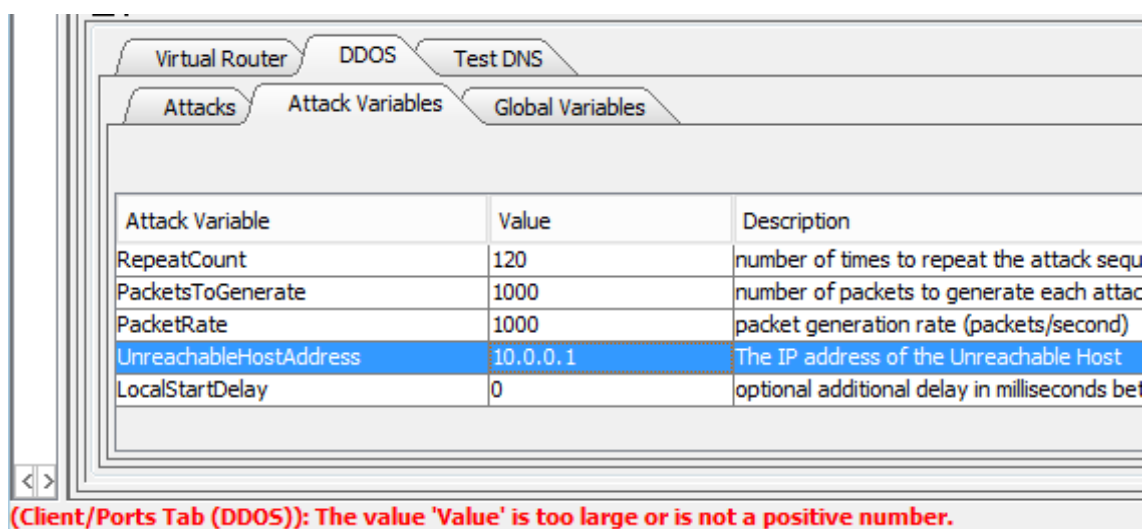 Virtual Router DDOS Test DNS
Attacks Attack Variables Global Variables
Attack Variable Value Description
RepeatCount 120 number of times to repeat the attack sequ
PacketsToGenerate 1000 number of packets to generate each attac
PacketRate 1000 packet generation rate (packets/second)
UnreachableHostAddress 10.0.0.1 The IP address of the Unreachable Host
LocalStartDelay 0 optional additional delay in milliseconds bet
(Client/Ports Tab (DDOS)): The value 'Value' is too large or is not a positive number.